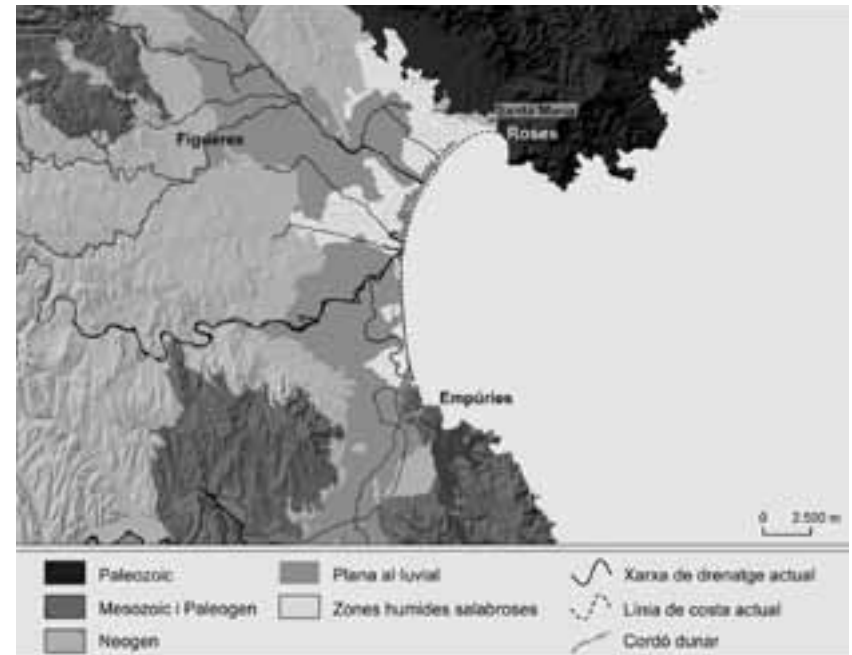 Santa Maria
Roses
Figueres
Empúries
0 2.500 m
Paleozoic
Mesozoic i Paleogen
Neogen
Plana al luvial
Zones humides salabroses
Xarxa de drenatge actual
Línia de costa actual
Cordó dunar